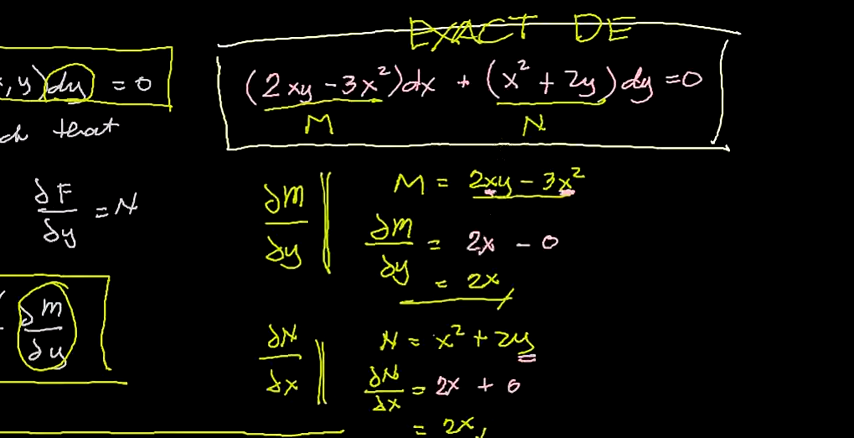 EXACT DE
x, y) dy = 0
(2xy - 3x²)dx + (x² + 2y)dy = 0
M N
ch that
M = 2xy - 3x²
∂F/∂y = N
∂M/∂y
∂M/∂y = 2x - 0
= 2x
∂M/∂y
∂N/∂x
N = x² + 2y
∂N/∂x = 2x + 0
= 2x